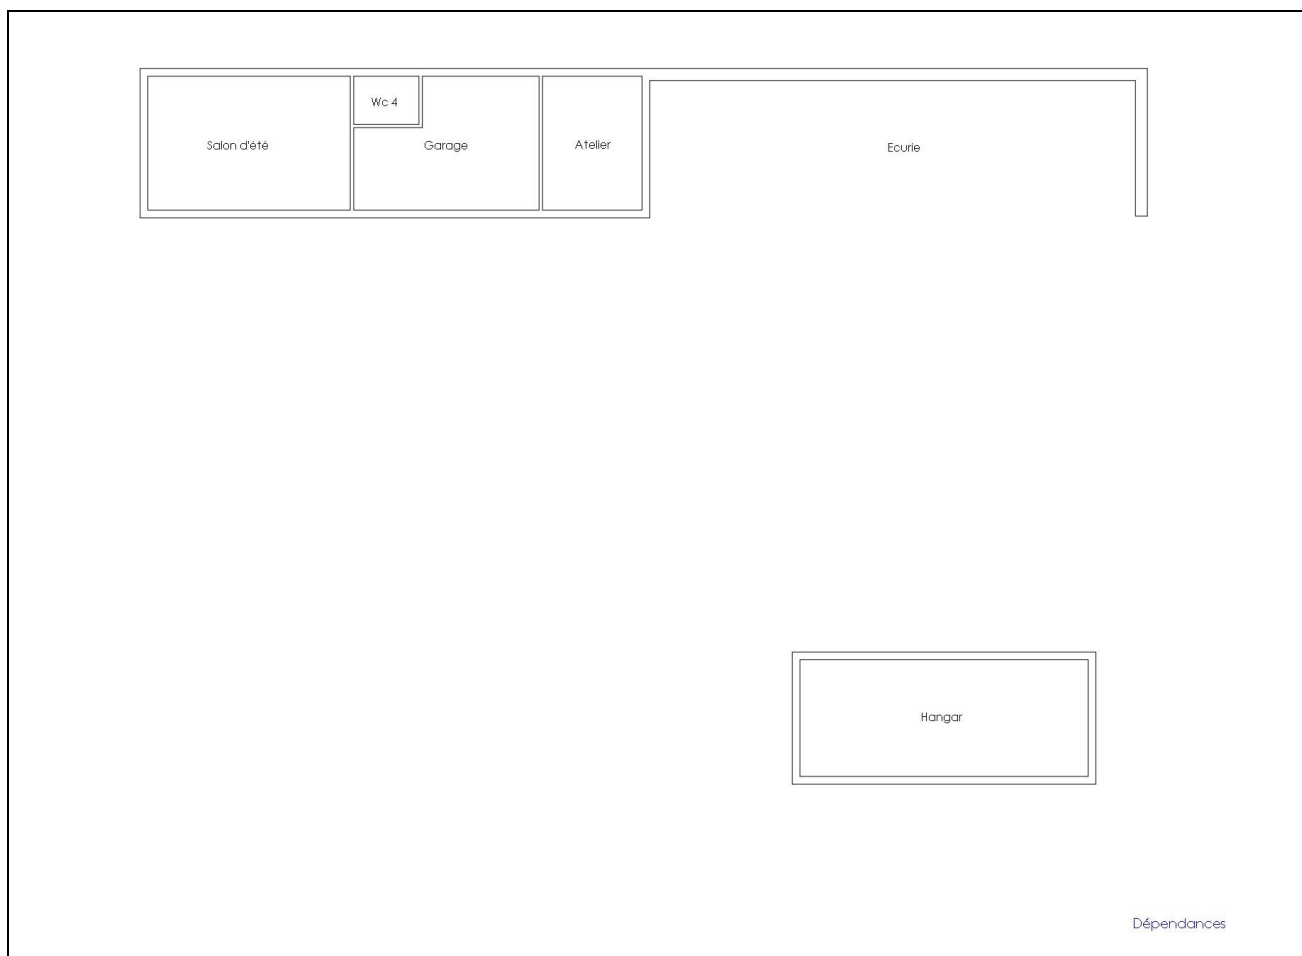 Wc 4
Salon d'été
Garage
Atelier
Ecurie
Hangar
Dépendances